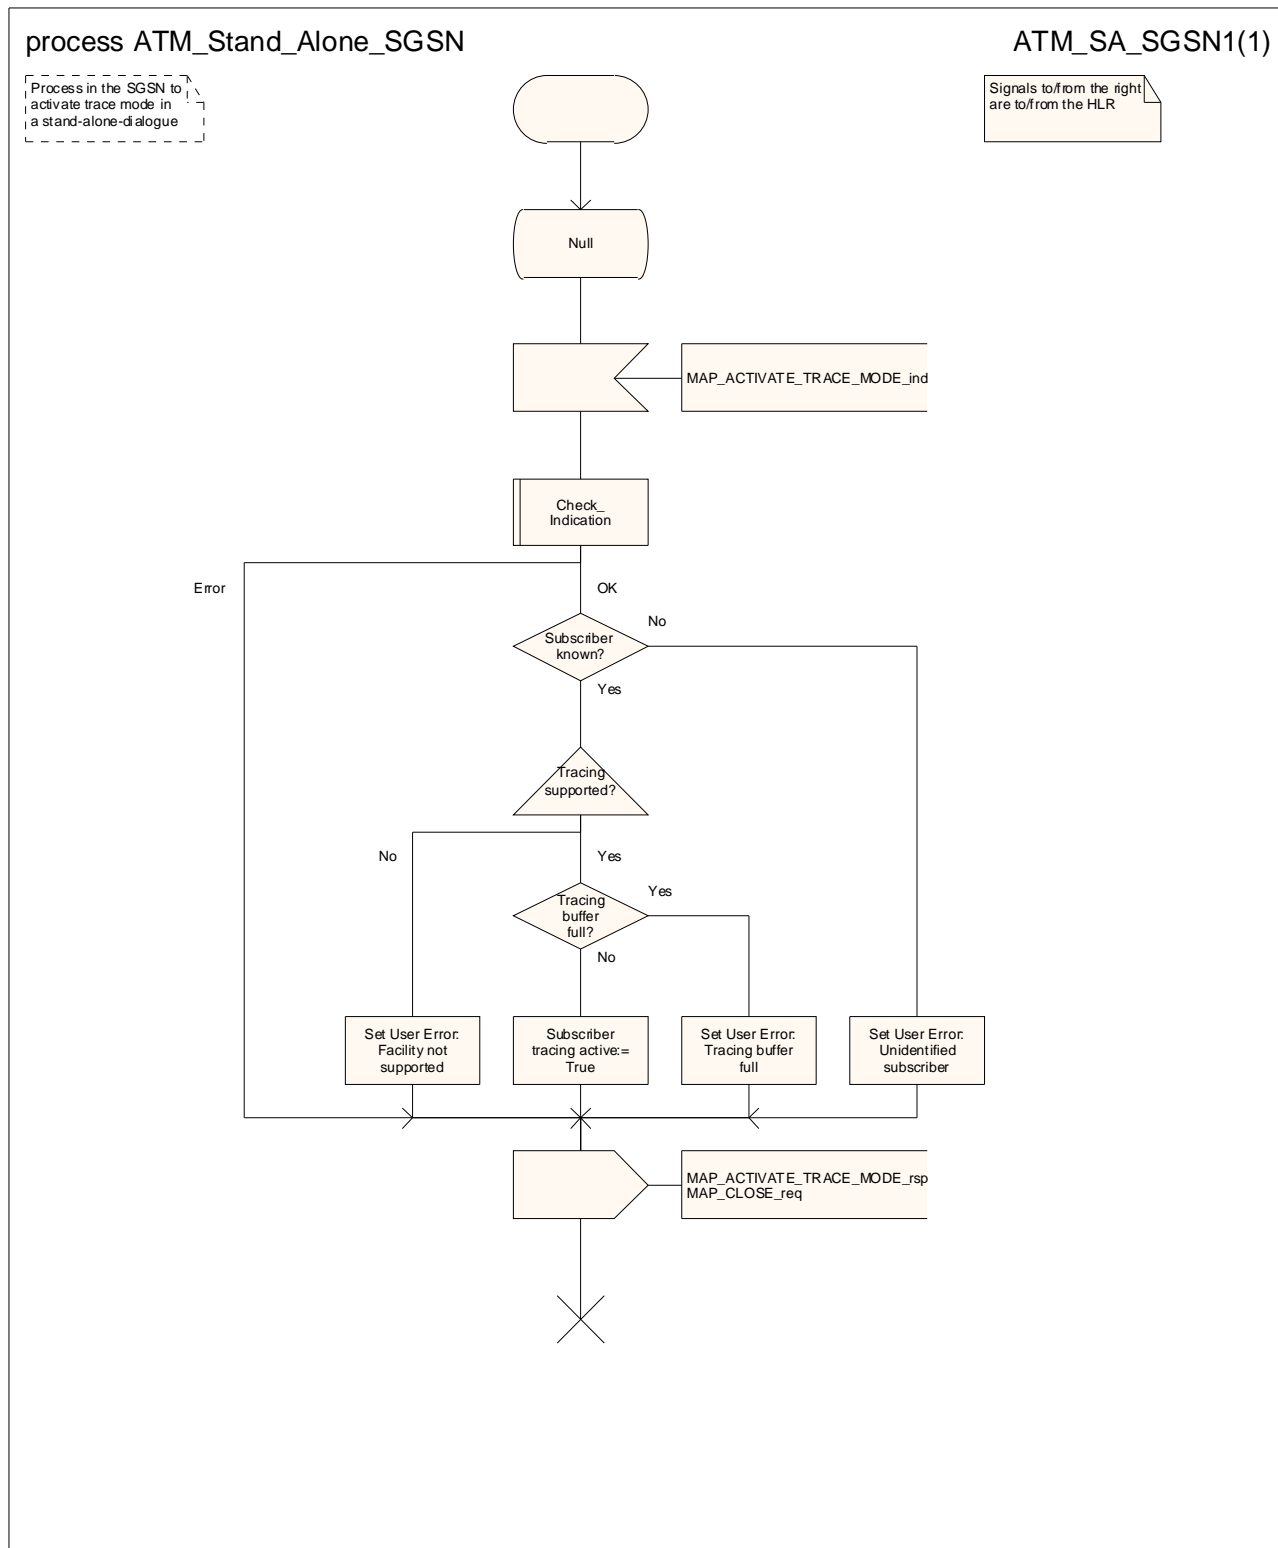 process ATM_Stand_Alone_SGSN
ATM_SA_SGSN1(1)
Process in the SGSN to
activate trace mode in
a stand-alone-dialogue
Signals to/from the right
are to/from the HLR
Null
MAP_ACTIVATE_TRACE_MODE_ind
Check_
Indication
Error
OK
No
Subscriber
known?
Yes
Tracing
supported?
No
Yes
Yes
Tracing
buffer
full?
No
Set User Error:
Facility not
supported
Subscriber
tracing active:=
True
Set User Error:
Tracing buffer
full
Set User Error:
Unidentified
subscriber
MAP_ACTIVATE_TRACE_MODE_rsp
MAP_CLOSE_req